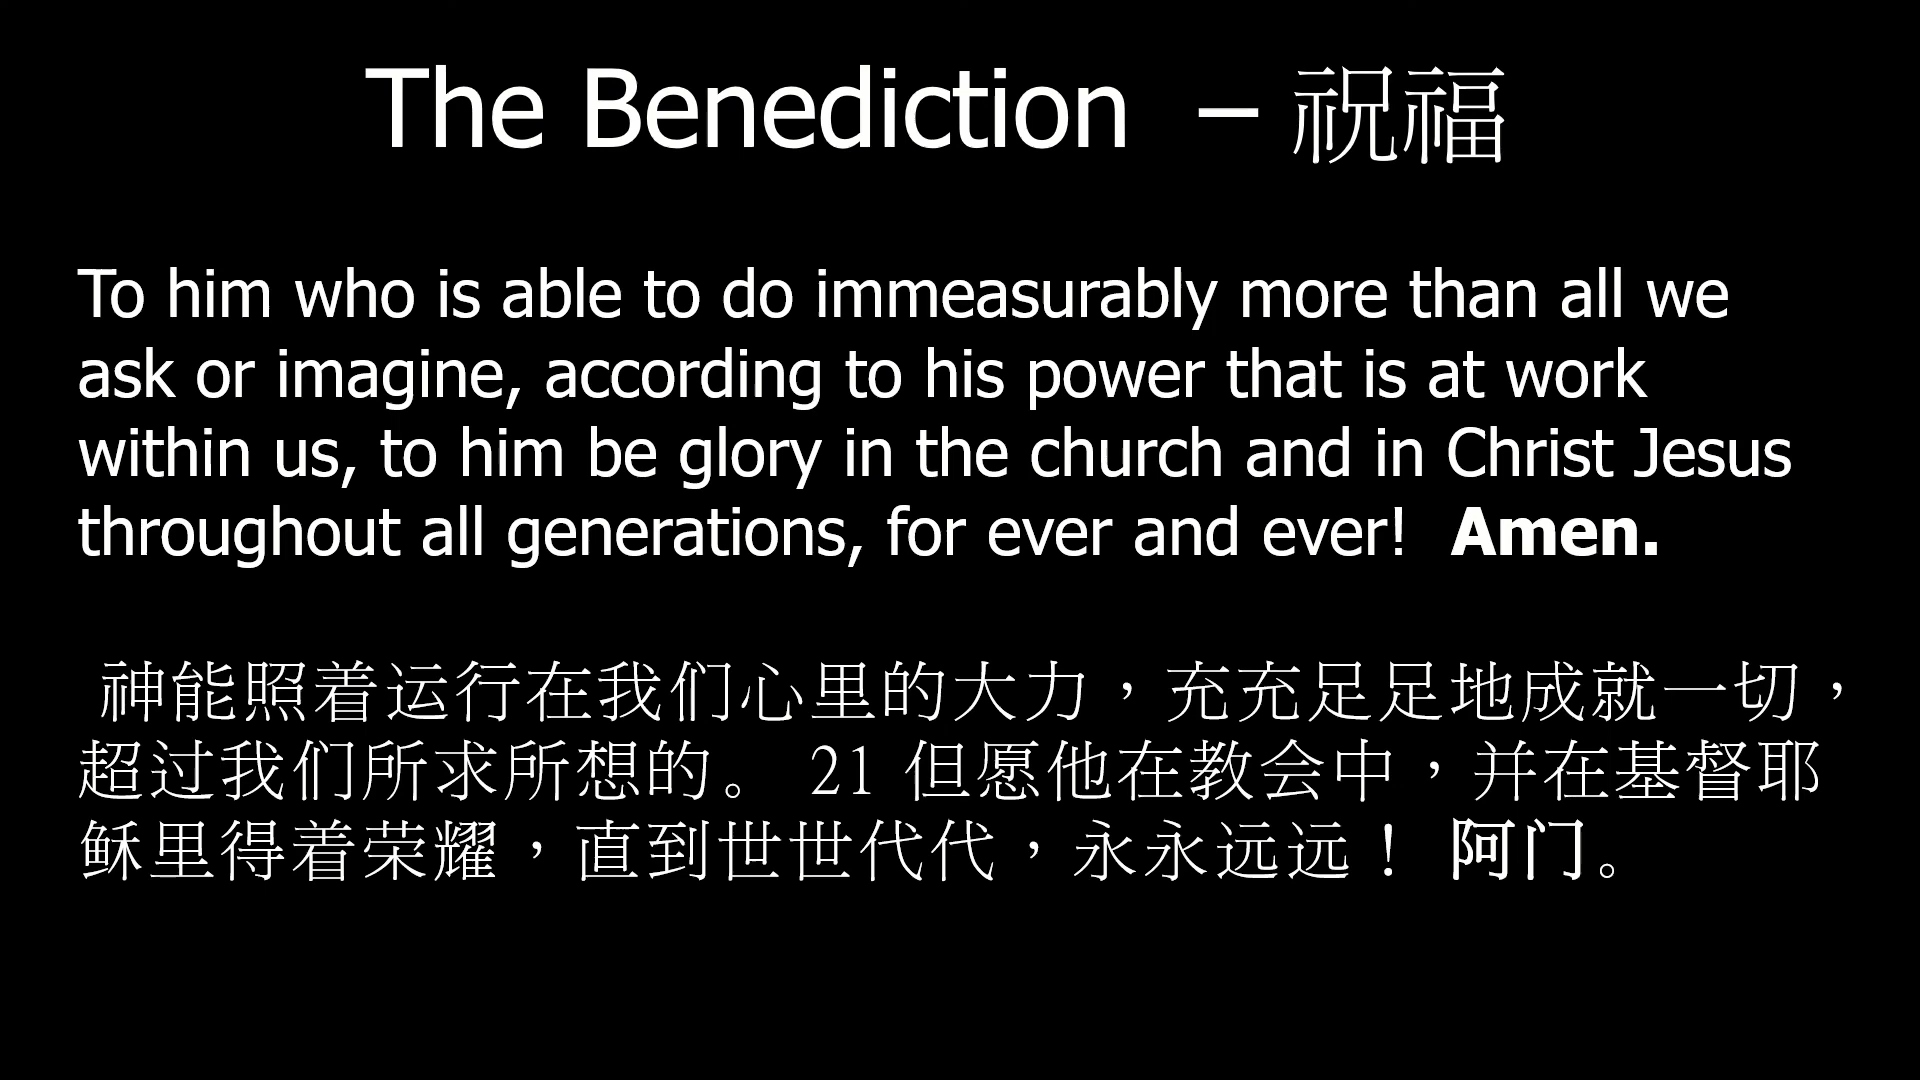 The Benediction – 祝福
To him who is able to do immeasurably more than all we
ask or imagine, according to his power that is at work
within us, to him be glory in the church and in Christ Jesus
throughout all generations, for ever and ever! Amen.
神能照着运行在我们心里的大力，充充足足地成就一切，
超过我们所求所想的。 21 但愿他在教会中，并在基督耶
稣里得着荣耀，直到世世代代，永永远远！ 阿门。